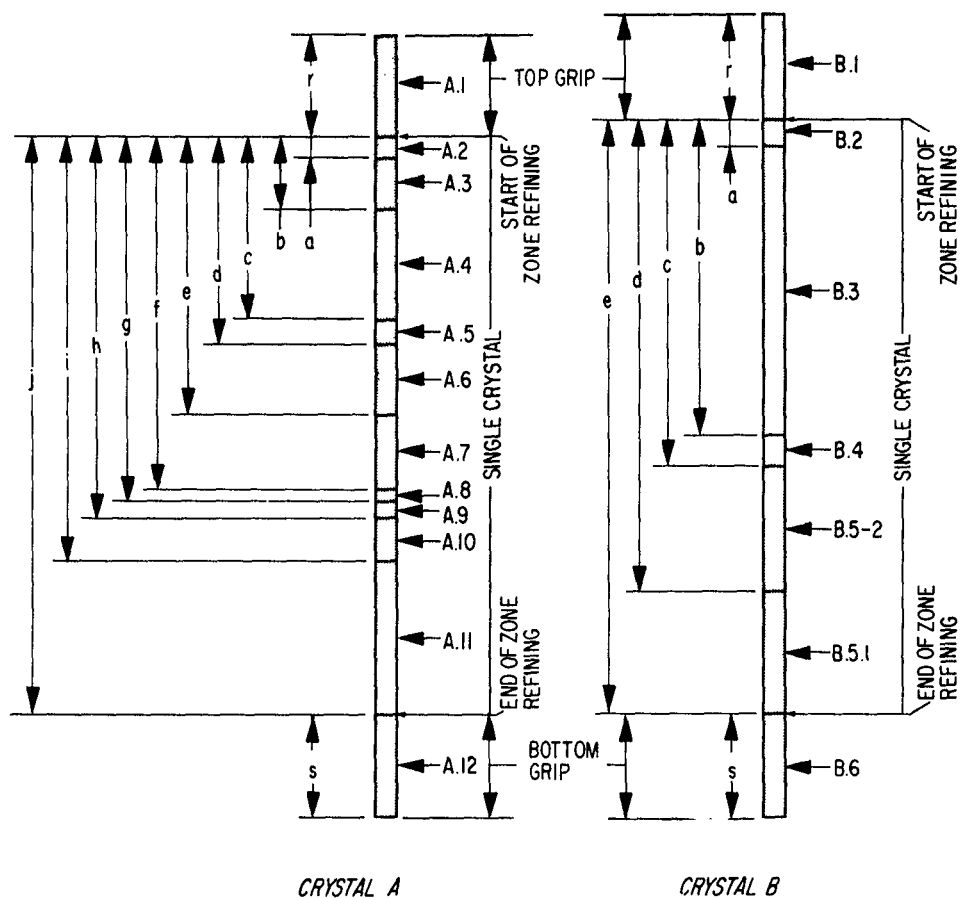 r
A.1
TOP GRIP
r
B.1
A.2
A.3
B.2
START OF
ZONE REFINING
START OF
ZONE REFINING
a
b
a
c
d
e
f
g
h
i
j
A.4
b
c
d
e
B.3
A.5
A.6
A.7
SINGLE CRYSTAL
SINGLE CRYSTAL
B.4
A.8
A.9
A.10
B.5-2
A.11
END OF ZONE
REFINING
B.5.1
END OF ZONE
REFINING
s
A.12
BOTTOM
GRIP
s
B.6
CRYSTAL A
CRYSTAL B